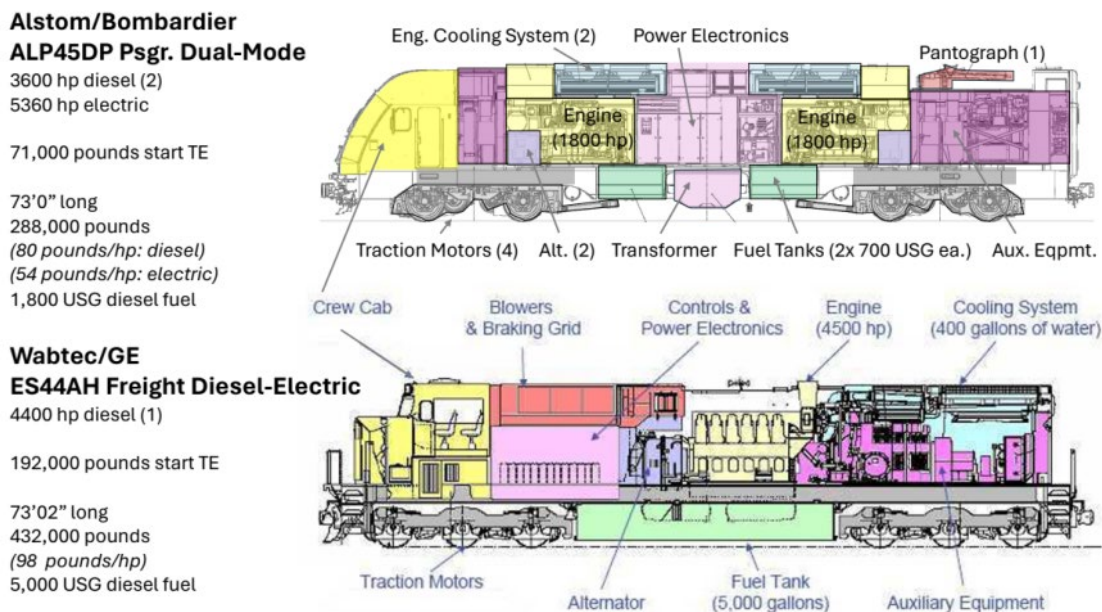 Alstom/Bombardier
ALP45DP Psgr. Dual-Mode
3600 hp diesel (2)
5360 hp electric
71,000 pounds start TE
73’0” long
288,000 pounds
(80 pounds/hp: diesel)
(54 pounds/hp: electric)
1,800 USG diesel fuel
Eng. Cooling System (2)
Power Electronics
Pantograph (1)
Engine
(1800 hp)
Engine
(1800 hp)
Traction Motors (4)
Alt. (2)
Transformer
Fuel Tanks (2x 700 USG ea.)
Aux. Eqpmt.
Wabtec/GE
ES44AH Freight Diesel-Electric
4400 hp diesel (1)
192,000 pounds start TE
73’02” long
432,000 pounds
(98 pounds/hp)
5,000 USG diesel fuel
Crew Cab
Blowers
& Braking Grid
Controls &
Power Electronics
Engine
(4500 hp)
Cooling System
(400 gallons of water)
Traction Motors
Alternator
Fuel Tank
(5,000 gallons)
Auxiliary Equipment